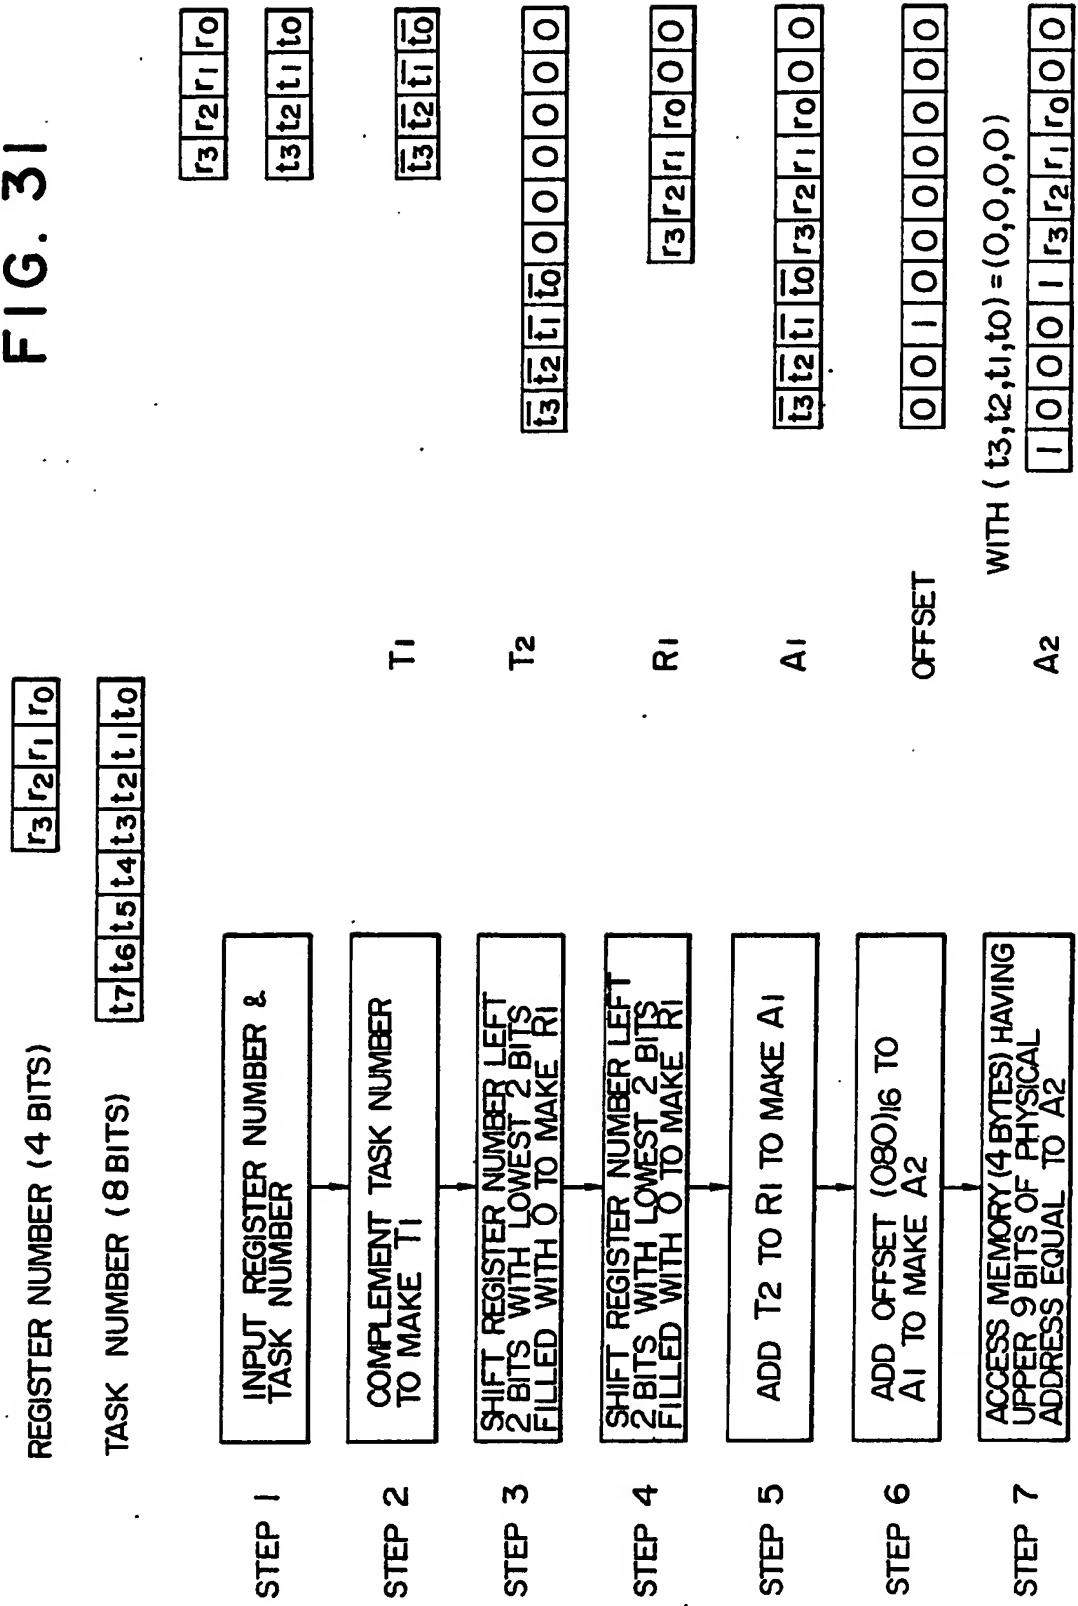 FIG. 31
REGISTER NUMBER (4 BITS)
r3 r2 r1 r0
TASK NUMBER (8 BITS)
t7 t6 t5 t4 t3 t2 t1 t0
STEP 1
INPUT REGISTER NUMBER &
TASK NUMBER
r3 r2 r1 r0
t3 t2 t1 t0
STEP 2
COMPLEMENT TASK NUMBER
TO MAKE T1
T1
t̅3 t̅2 t̅1 t̅0
STEP 3
SHIFT REGISTER NUMBER LEFT
2 BITS WITH LOWEST 2 BITS
FILLED WITH 0 TO MAKE R1
T2
t̅3 t̅2 t̅1 t̅0 0 0 0 0 0 0
STEP 4
SHIFT REGISTER NUMBER LEFT
2 BITS WITH LOWEST 2 BITS
FILLED WITH 0 TO MAKE R1
R1
r3 r2 r1 r0 0 0
STEP 5
ADD T2 TO R1 TO MAKE A1
A1
t̅3 t̅2 t̅1 t̅0 r3 r2 r1 r0 0 0
STEP 6
ADD OFFSET (080)16 TO
A1 TO MAKE A2
OFFSET
0 0 1 0 0 0 0 0 0 0
STEP 7
ACCESS MEMORY (4 BYTES) HAVING
UPPER 9 BITS OF PHYSICAL
ADDRESS EQUAL TO A2
WITH (t3,t2,t1,t0)=(0,0,0,0)
A2
1 0 0 0 1 r3 r2 r1 r0 0 0